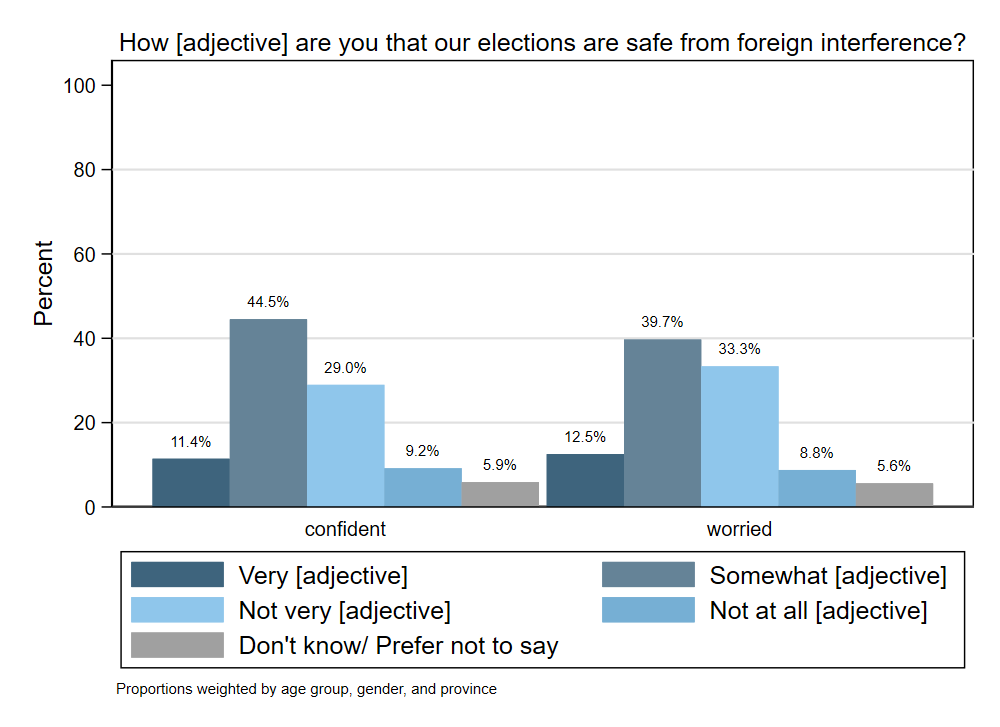 How [adjective] are you that our elections are safe from foreign interference?
100
80
60
40
20
0
Percent
11.4%
44.5%
29.0%
9.2%
5.9%
12.5%
39.7%
33.3%
8.8%
5.6%
confident
worried
Very [adjective]
Somewhat [adjective]
Not very [adjective]
Not at all [adjective]
Don't know/ Prefer not to say
Proportions weighted by age group, gender, and province